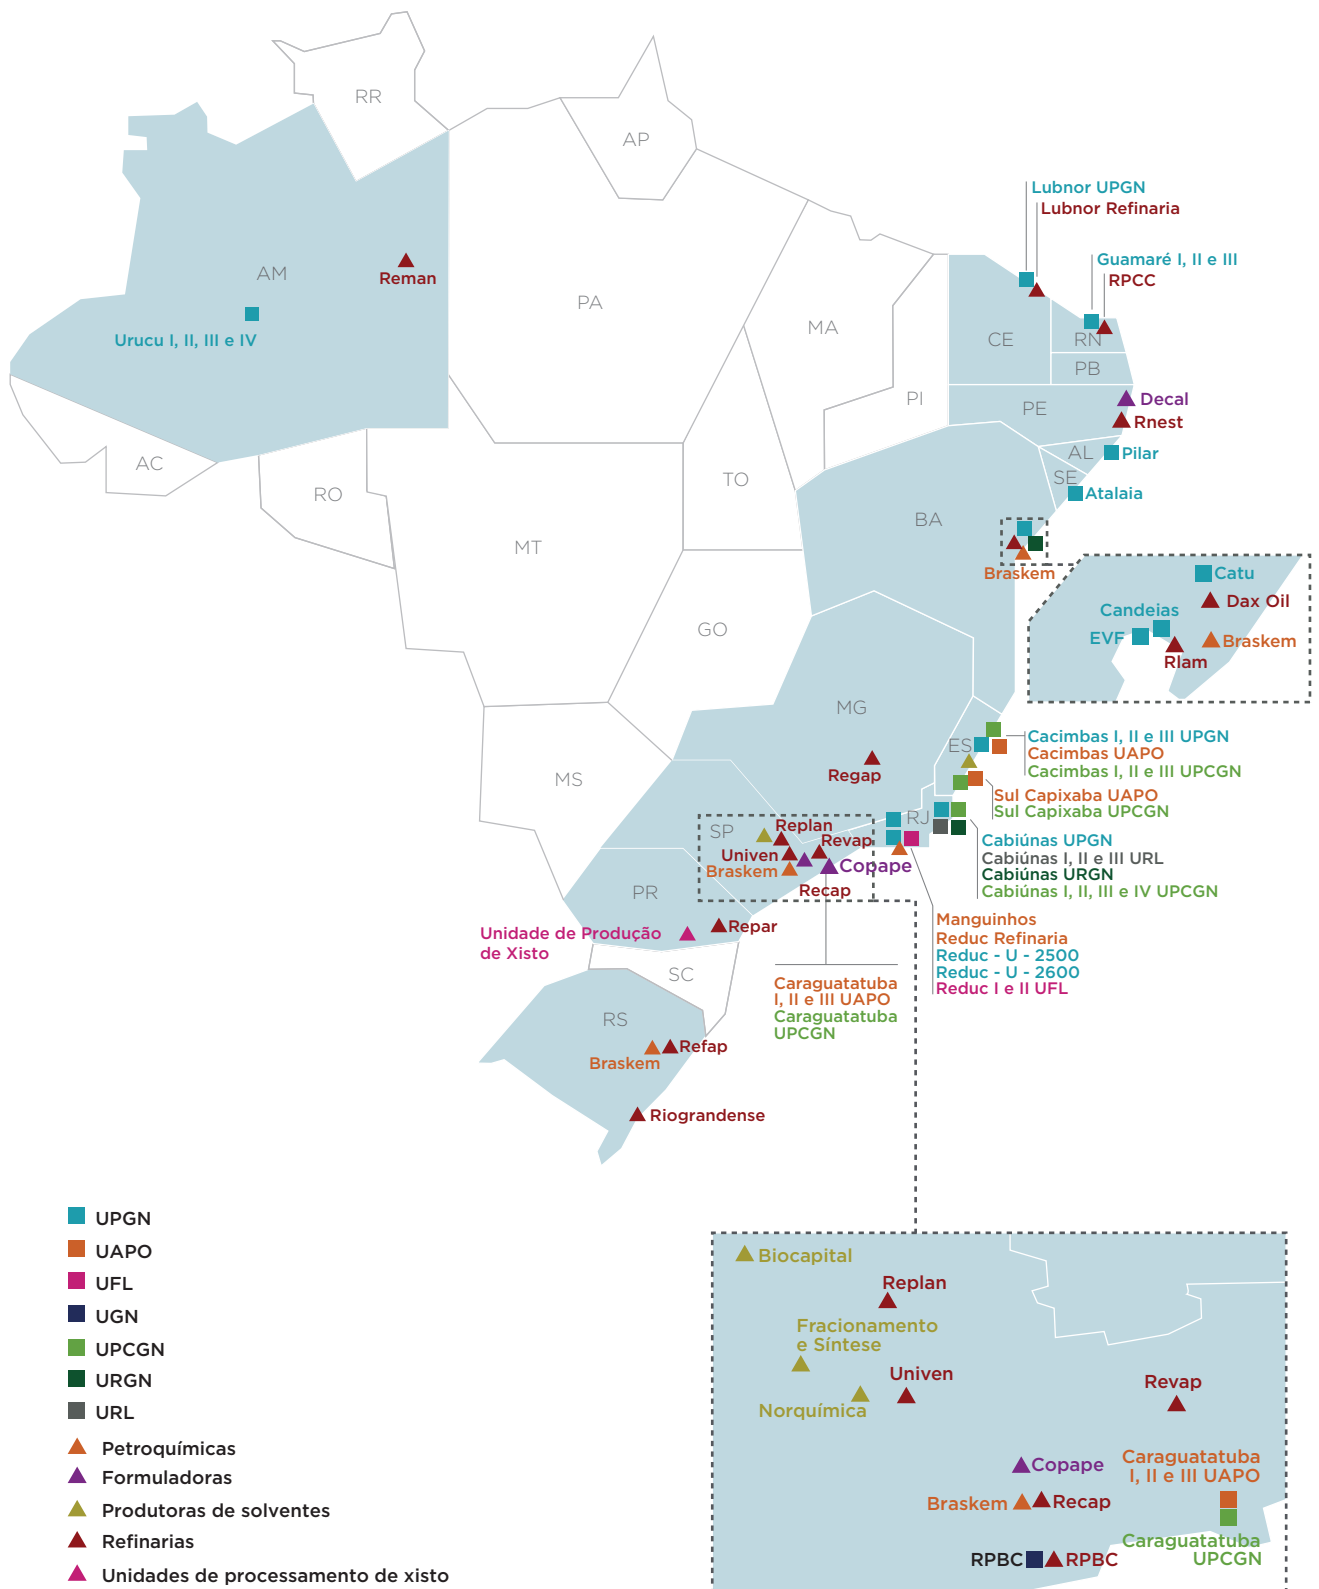 RR
AP
Lubnor UPGN
Lubnor Refinaria
AM
Reman
Guamaré I, II e III
RPCC
Urucu I, II, III e IV
PA
MA
CE
RN
PB
PI
PE
Decal
Rnest
AC
RO
TO
AL
Pilar
SE
Atalaia
BA
MT
Braskem
Catu
Dax Oil
Candeias
EVF
Braskem
Rlam
GO
MG
ES
Cacimbas I, II e III UPGN
Cacimbas UAPO
Cacimbas I, II e III UPCGN
Regap
MS
Sul Capixaba UAPO
Sul Capixaba UPCGN
SP
Replan
RJ
Revap
Univen
Braskem
Copape
Recap
Cabiúnas UPGN
Cabiúnas I, II e III URL
Cabiúnas URGN
Cabiúnas I, II, III e IV UPCGN
PR
Unidade de Produção
de Xisto
Repar
Manguinhos
Reduc Refinaria
Reduc - U - 2500
Reduc - U - 2600
Reduc I e II UFL
SC
Caraguatatuba
I, II e III UAPO
Caraguatatuba
UPCGN
RS
Refap
Braskem
Riograndense
UPGN
UAPO
UFL
UGN
UPCGN
URGN
URL
Petroquímicas
Formuladoras
Produtoras de solventes
Refinarias
Unidades de processamento de xisto
Biocapital
Replan
Fracionamento
e Síntese
Univen
Norquímica
Revap
Copape
Caraguatatuba
I, II e III UAPO
Braskem
Recap
Caraguatatuba
UPCGN
RPBC
RPBC